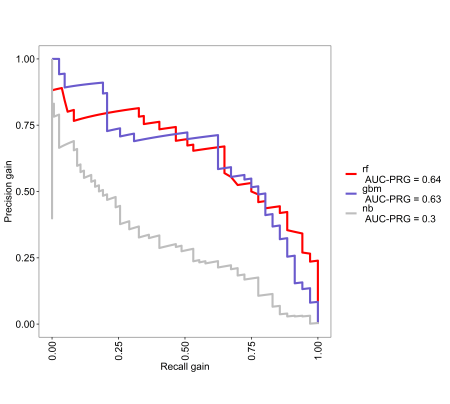 1.00
0.75
0.50
0.25
0.00
Precision gain
0.00
0.25
0.50
0.75
1.00
Recall gain
rf
AUC-PRG = 0.64
gbm
AUC-PRG = 0.63
nb
AUC-PRG = 0.3